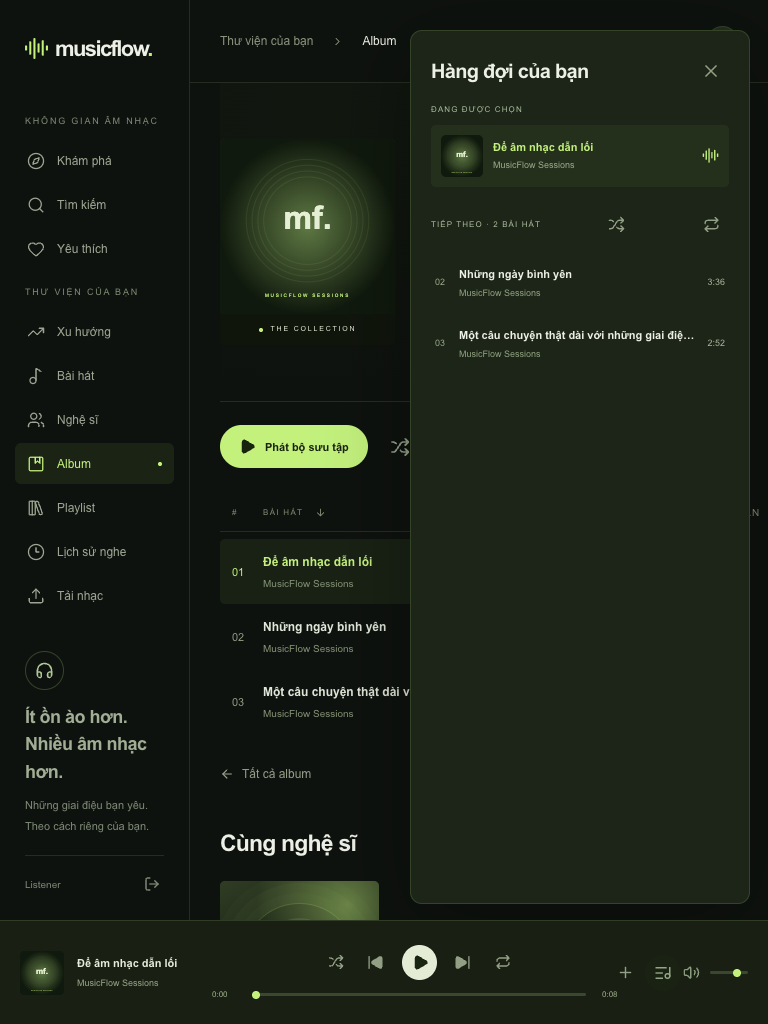 musicflow.
KHÔNG GIAN ÂM NHẠC
Khám phá
Tìm kiếm
Yêu thích
THƯ VIỆN CỦA BẠN
Xu hướng
Bài hát
Nghệ sĩ
Album
Playlist
Lịch sử nghe
Tải nhạc
Ít ồn ào hơn.
Nhiều âm nhạc
hơn.
Những giai điệu bạn yêu.
Theo cách riêng của bạn.
Listener
Thư viện của bạn
Album
mf.
MUSICFLOW SESSIONS
THE COLLECTION
Phát bộ sưu tập
#
BÀI HÁT
01
Để âm nhạc dẫn lối
MusicFlow Sessions
02
Những ngày bình yên
MusicFlow Sessions
03
Một câu chuyện thật dài v
MusicFlow Sessions
Tất cả album
Cùng nghệ sĩ
Hàng đợi của bạn
ĐANG ĐƯỢC CHỌN
mf.
Để âm nhạc dẫn lối
MusicFlow Sessions
TIẾP THEO · 2 BÀI HÁT
02
Những ngày bình yên
MusicFlow Sessions
3:36
03
Một câu chuyện thật dài với những giai điệ...
MusicFlow Sessions
2:52
mf.
Để âm nhạc dẫn lối
MusicFlow Sessions
0:00
0:08